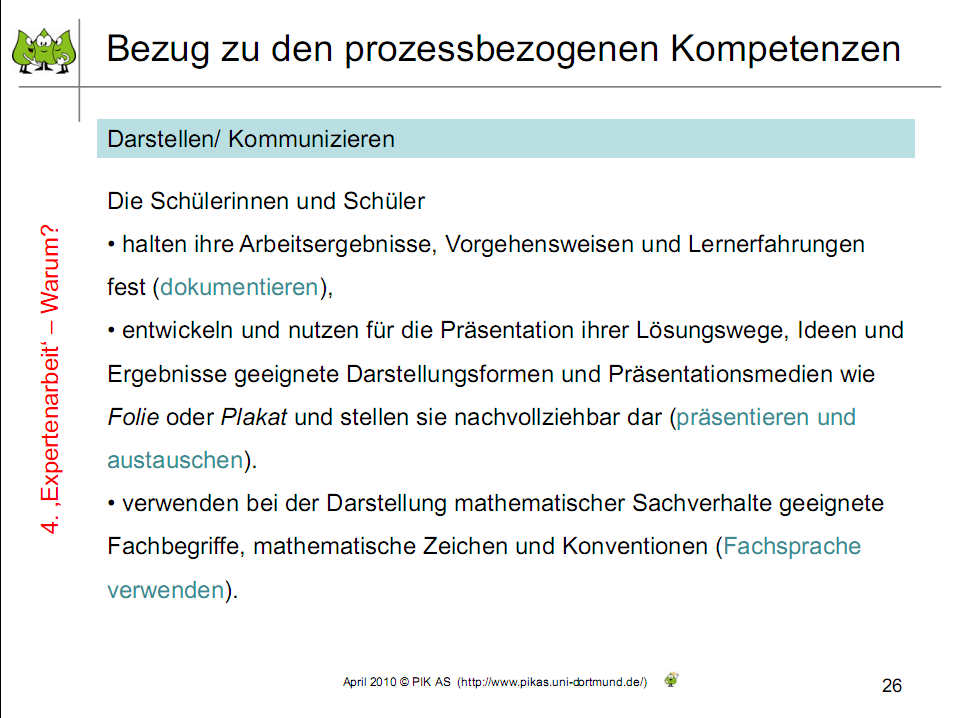 Bezug zu den prozessbezogenen Kompetenzen
Darstellen/ Kommunizieren
4. ‚Expertenarbeit‘ – Warum?
Die Schülerinnen und Schüler
• halten ihre Arbeitsergebnisse, Vorgehensweisen und Lernerfahrungen
fest (dokumentieren),
• entwickeln und nutzen für die Präsentation ihrer Lösungswege, Ideen und
Ergebnisse geeignete Darstellungsformen und Präsentationsmedien wie
Folie oder Plakat und stellen sie nachvollziehbar dar (präsentieren und
austauschen).
• verwenden bei der Darstellung mathematischer Sachverhalte geeignete
Fachbegriffe, mathematische Zeichen und Konventionen (Fachsprache
verwenden).
April 2010 © PIK AS (http://www.pikas.uni-dortmund.de/)
26